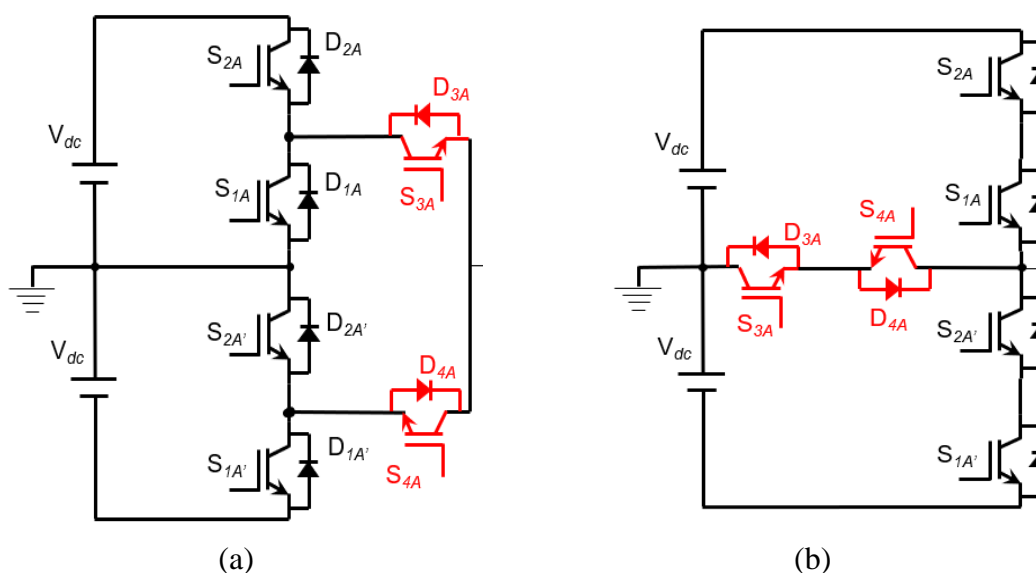 S2A
D2A
D3A
Vdc
S1A
D1A
S3A
S2A'
D2A'
Vdc
D4A
S1A'
D1A'
S4A
(a)
S2A
Vdc
S1A
S4A
D3A
S3A
D4A
S2A'
Vdc
S1A'
(b)